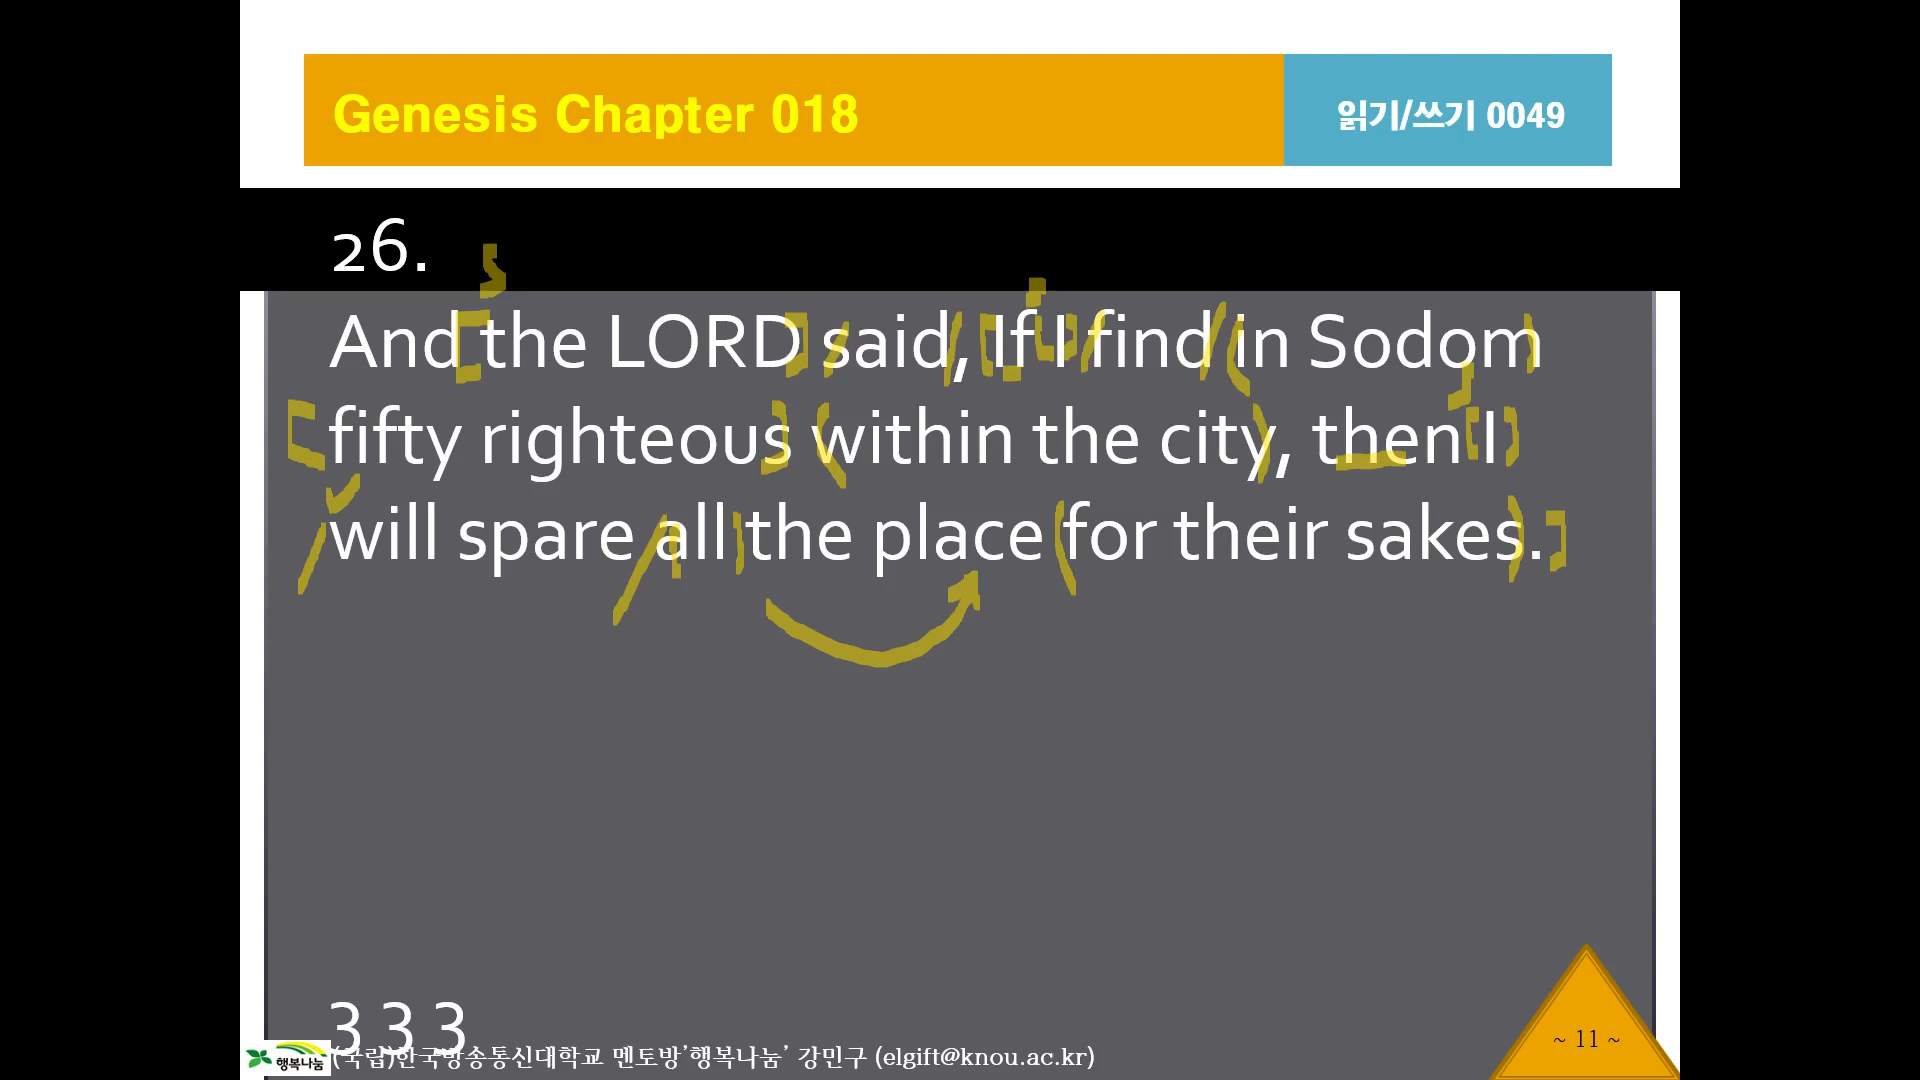 Genesis Chapter 018
읽기/쓰기 0049
26.
And the LORD said, If I find in Sodom
fifty righteous within the city, then I
will spare all the place for their sakes.
3 3 3
행복나눔
(국립)한국방송통신대학교 멘토방'행복나눔' 강민구 (elgift@knou.ac.kr)
~ 11 ~